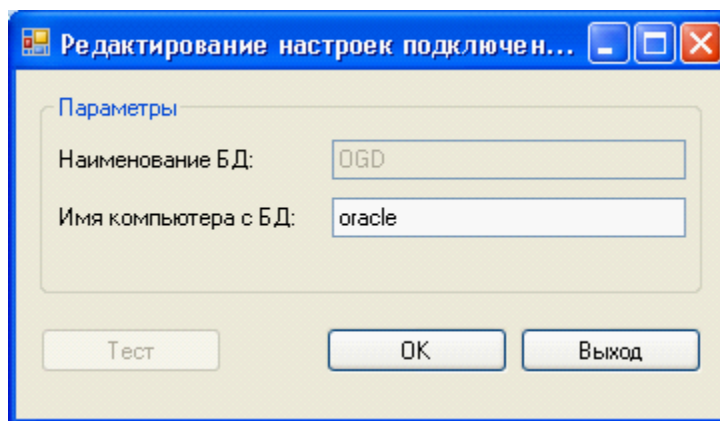 Редактирование настроек подключен...
Параметры
Наименование БД: OGD
Имя компьютера с БД: oracle
Тест OK Выход